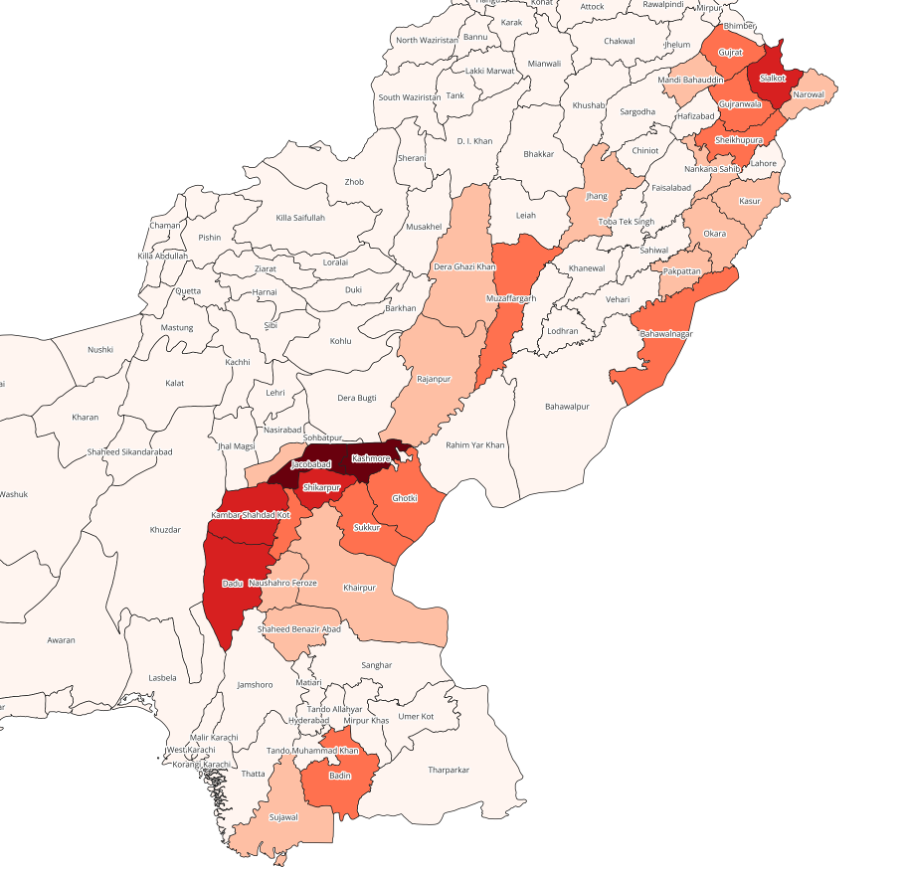 Kohat
Attock
Rawalpindi
Mirpur
Karak
Bhimber
North Waziristan
Bannu
Chakwal
Jhelum
Gujrat
Mianwali
Lakki Marwat
Mandi Bahauddin
Sialkot
South Waziristan
Tank
Khushab
Narowal
Gujranwala
Sargodha
Hafizabad
D. I. Khan
Sheikhupura
Bhakkar
Chiniot
Sherani
Lahore
Nankana Sahib
Zhob
Faisalabad
Jhang
Kasur
Killa Saifullah
Leiah
Toba Tek Singh
Chaman
Musakhel
Okara
Pishin
Sahiwal
Killa Abdullah
Loralai
Ziarat
Dera Ghazi Khan
Khanewal
Pakpattan
Quetta
Harnai
Duki
Muzaffargarh
Vehari
Barkhan
Mastung
Sibi
Lodhran
Bahawalnagar
Kohlu
Nushki
Kachhi
ai
Kalat
Rajanpur
Lehri
Dera Bugti
Bahawalpur
Kharan
Nasirabad
Sohbatpur
Jhal Magsi
Rahim Yar Khan
Shaheed Sikandarabad
Kashmore
Jacobabad
Shikarpur
Washuk
Ghotki
Kambar Shahdad Kot
Khuzdar
Sukkur
Dadu
Naushahro Feroze
Khairpur
Shaheed Benazir Abad
Awaran
Sanghar
Lasbela
Jamshoro
Matiari
ar
Tando Allahyar
Hyderabad
Mirpur Khas
Umer Kot
Malir Karachi
West Karachi
Tando Muhammad Khan
Korangi Karachi
Thatta
Badin
Tharparkar
Sujawal